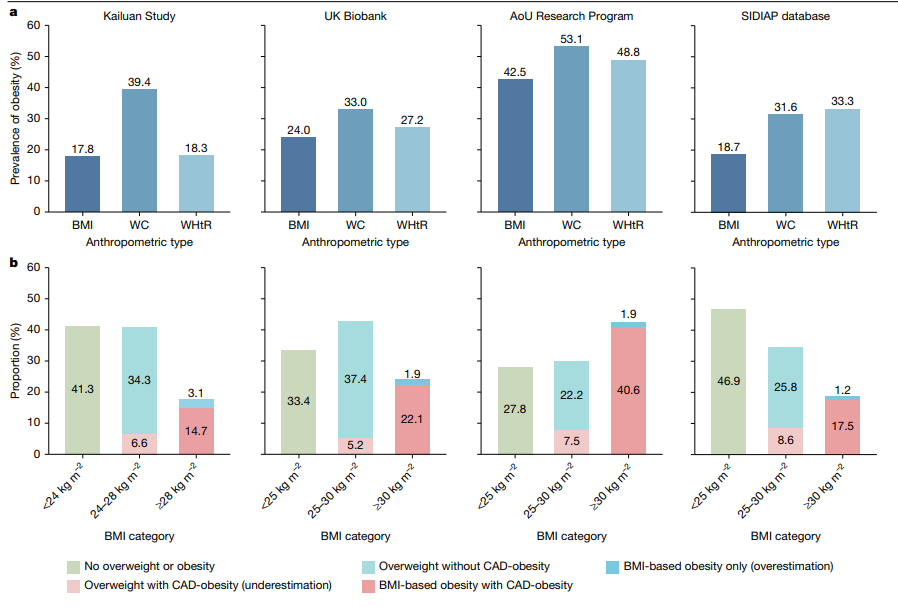 a
Kailuan Study
UK Biobank
AoU Research Program
SIDIAP database
Prevalence of obesity (%)
60
50
40
30
20
10
0
17.8
39.4
18.3
BMI
WC
WHtR
Anthropometric type
24.0
33.0
27.2
BMI
WC
WHtR
Anthropometric type
42.5
53.1
48.8
BMI
WC
WHtR
Anthropometric type
18.7
31.6
33.3
BMI
WC
WHtR
Anthropometric type
b
Proportion (%)
60
50
40
30
20
10
0
41.3
34.3
6.6
3.1
14.7
<24 kg m⁻²
24–28 kg m⁻²
≥28 kg m⁻²
BMI category
33.4
37.4
5.2
1.9
22.1
<25 kg m⁻²
25–30 kg m⁻²
≥30 kg m⁻²
BMI category
27.8
22.2
7.5
1.9
40.6
<25 kg m⁻²
25–30 kg m⁻²
≥30 kg m⁻²
BMI category
46.9
25.8
8.6
1.2
17.5
<25 kg m⁻²
25–30 kg m⁻²
≥30 kg m⁻²
BMI category
No overweight or obesity
Overweight without CAD-obesity
BMI-based obesity only (overestimation)
Overweight with CAD-obesity (underestimation)
BMI-based obesity with CAD-obesity